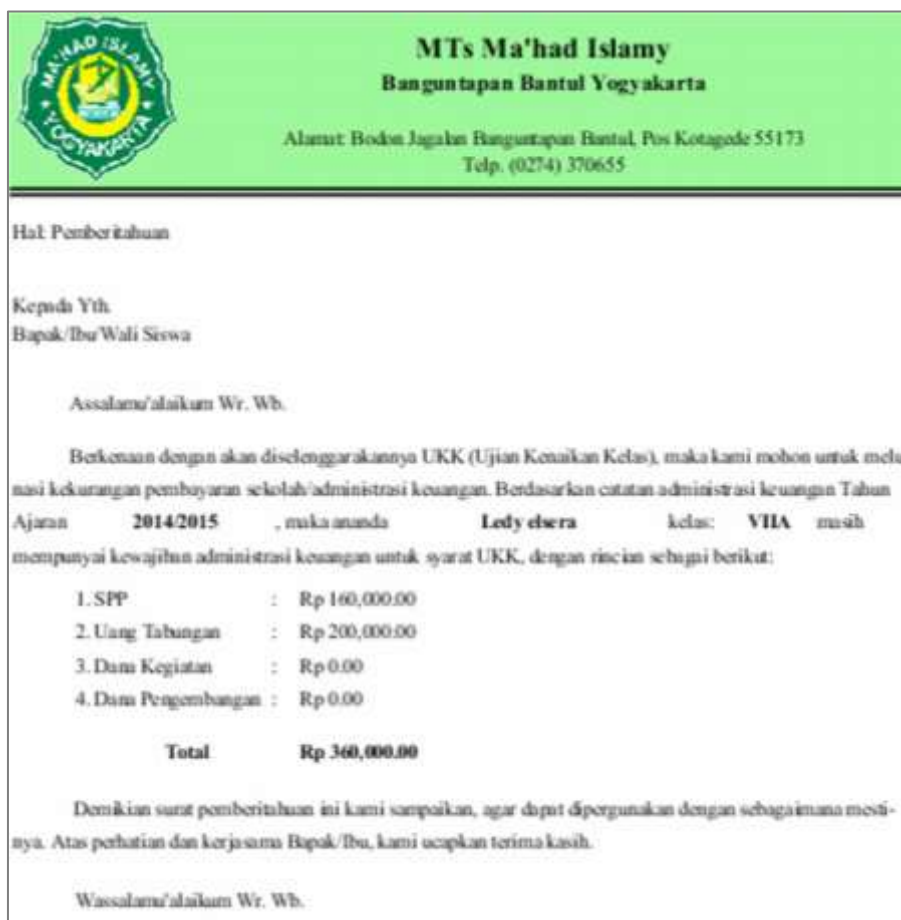 MA'HAD ISLAMY
YOGYAKARTA
MTs Ma'had Islamy
Banguntapan Bantul Yogyakarta
Alamat: Bodon Jagalan Banguntapan Bantul, Pos Kotagede 55173
Telp. (0274) 370655
Hal: Pemberitahuan
Kepada Yth.
Bapak/Ibu/Wali Siswa
Assalamu'alaikum Wr. Wb.
Berkenaan dengan akan diselenggarakannya UKK (Ujian Kenaikan Kelas), maka kami mohon untuk melu
nasi kekurangan pembayaran sekolah/administrasi keuangan. Berdasarkan catatan administrasi keuangan Tahun
Ajaran 2014/2015 , maka ananda Ledy elsera kelas: VIIA masih
mempunyai kewajihan administrasi keuangan untuk syarat UKK, dengan rincian sebagai berikut:
1. SPP : Rp 160,000.00
2. Uang Tabungan : Rp 200,000.00
3. Dana Kegiatan : Rp 0.00
4. Dana Pengembangan : Rp 0.00
Total Rp 360,000.00
Demikian surat pemberitahuan ini kami sampaikan, agar dapat dipergunakan dengan sebagaimana mesti-
nya. Atas perhatian dan kerjasama Bapak/Ibu, kami ucapkan terima kasih.
Wassalamu'alaikum Wr. Wb.